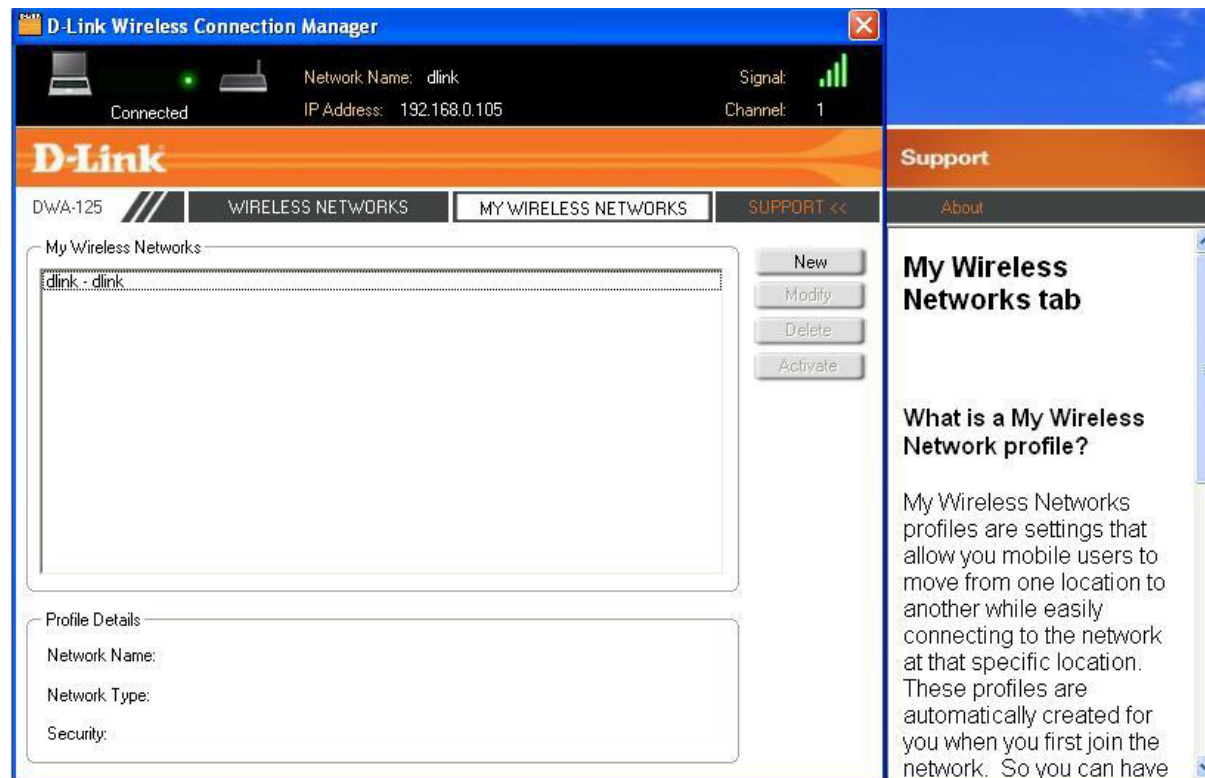 D-Link Wireless Connection Manager
Network Name: dlink
Signal:
Connected
IP Address: 192.168.0.105
Channel: 1
D-Link
DWA-125
WIRELESS NETWORKS
MY WIRELESS NETWORKS
SUPPORT <<
My Wireless Networks
dlink - dlink
New
Modify
Delete
Activate
Profile Details
Network Name:
Network Type:
Security:
Support
About
My Wireless
Networks tab
What is a My Wireless
Network profile?
My Wireless Networks
profiles are settings that
allow you mobile users to
move from one location to
another while easily
connecting to the network
at that specific location.
These profiles are
automatically created for
you when you first join the
network. So you can have